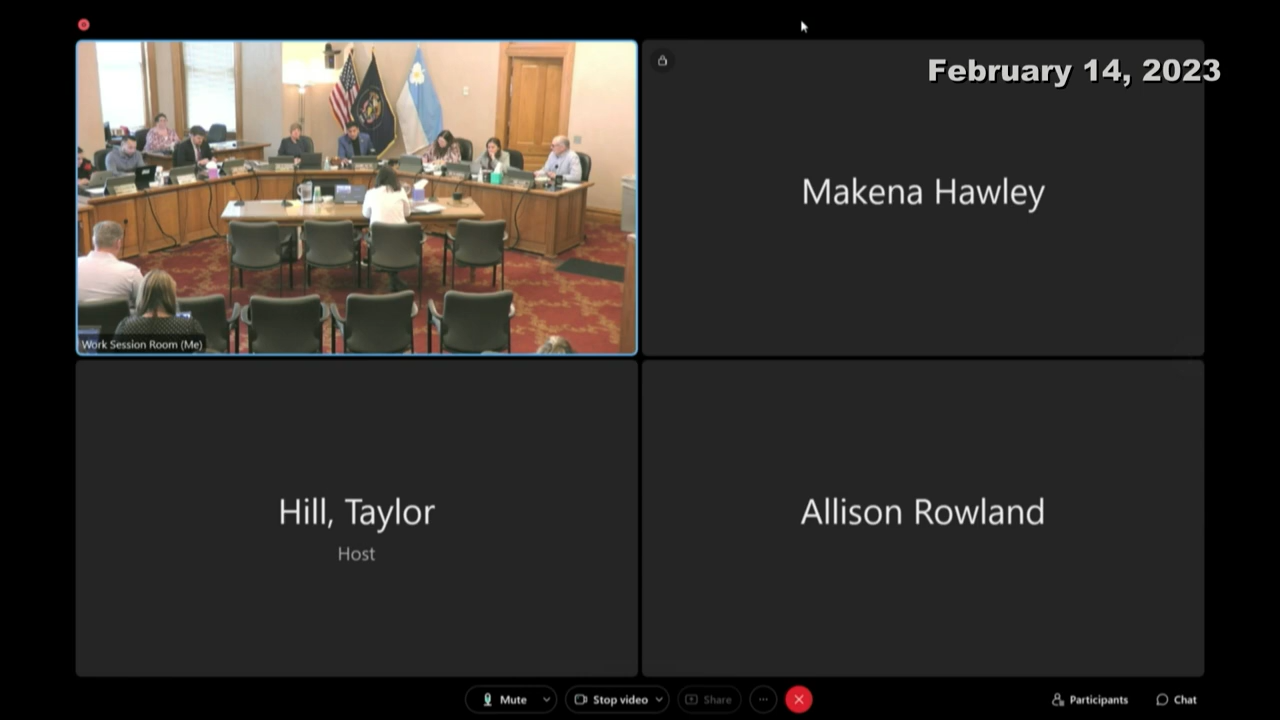 February 14, 2023
Work Session Room (Me)
Makena Hawley
Hill, Taylor
Host
Allison Rowland
Mute
Stop video
Share
Participants
Chat